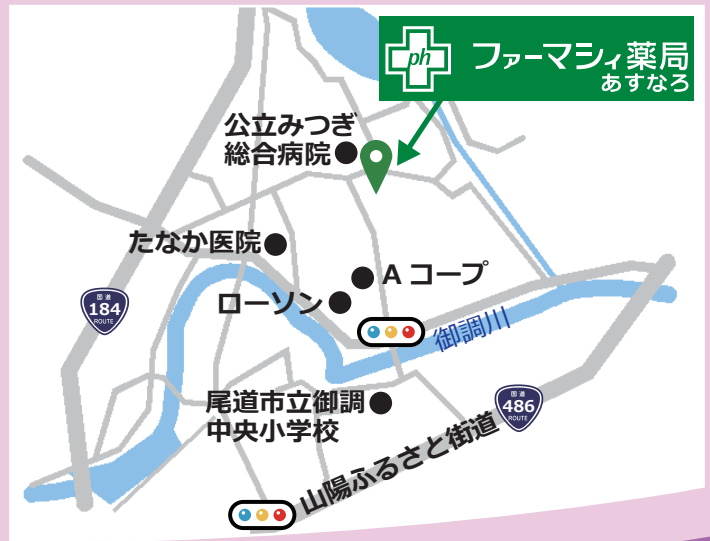 ph
ファーマシィ薬局
あすなろ
公立みつぎ
総合病院
たなか医院
A コープ
国道
184
ROUTE
ローソン
御調川
国道
486
ROUTE
尾道市立御調
中央小学校
山陽ふるさと街道